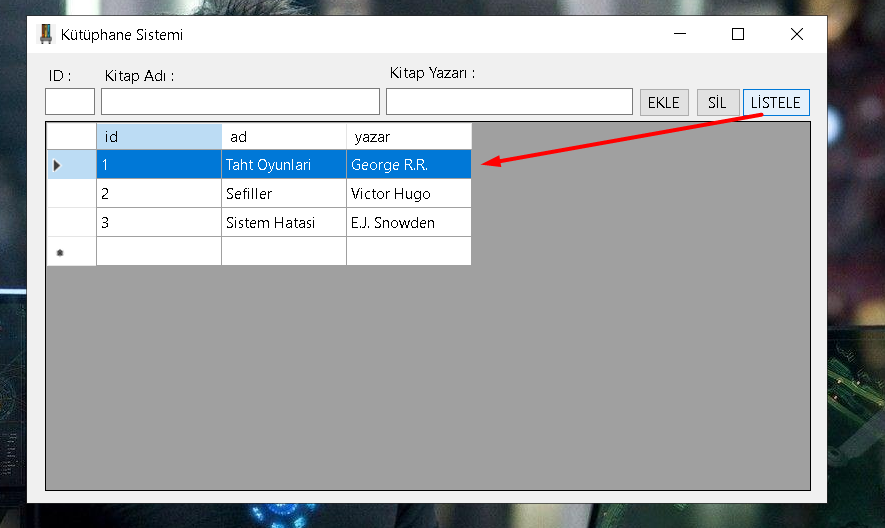 Kütüphane Sistemi
ID : Kitap Adı : Kitap Yazarı :
EKLE SİL LİSTELE
id ad yazar
1 Taht Oyunlari George R.R.
2 Sefiller Victor Hugo
3 Sistem Hatasi E.J. Snowden